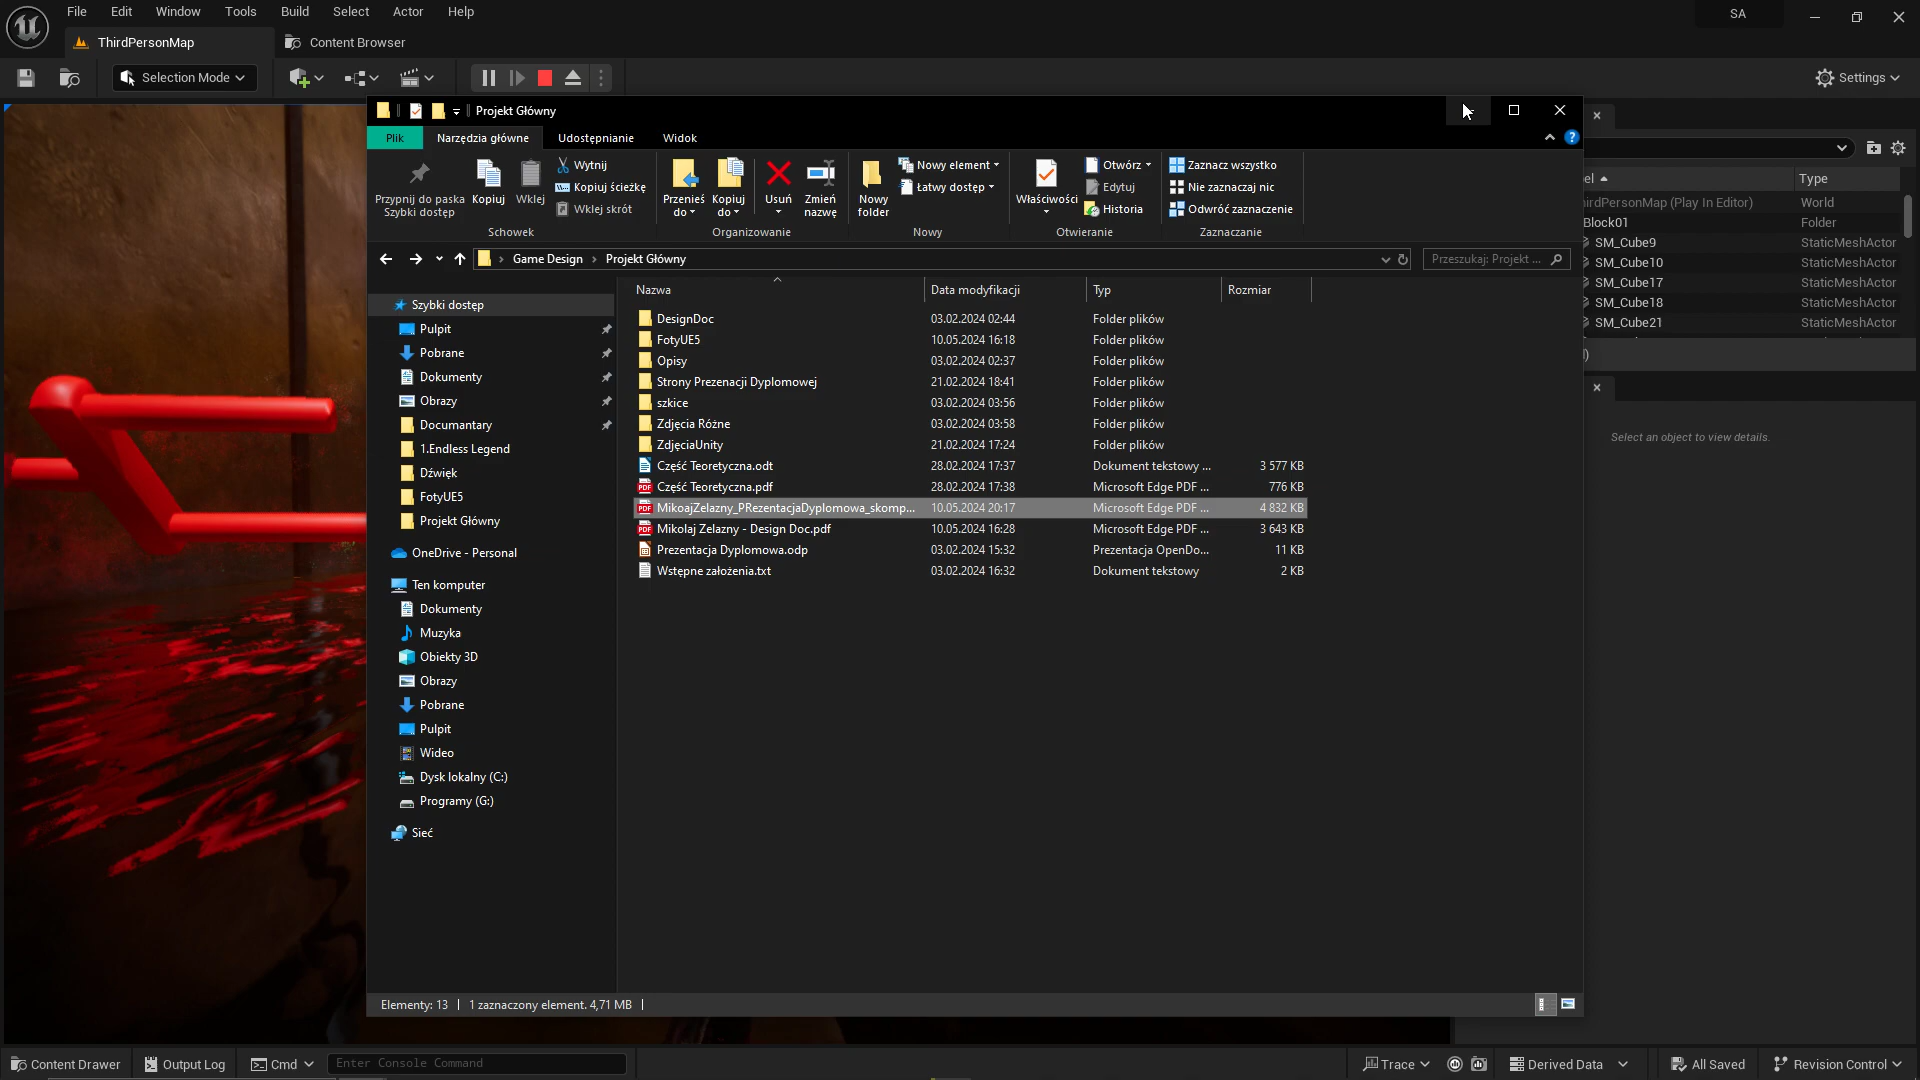 File Edit Window Tools Build Select Actor Help
SA
ThirdPersonMap
Content Browser
Selection Mode
Settings
Projekt Główny
Plik Narzędzia główne Udostępnianie Widok
Przypnij do paska
Szybki dostęp
Kopiuj
Wklej
Wytnij
Kopiuj ścieżkę
Wklej skrót
Schowek
Przenieś
do
Kopiuj
do
Usuń
Zmień
nazwę
Organizowanie
Nowy
folder
Nowy element
Łatwy dostęp
Nowy
Właściwości
Otwórz
Edytuj
Historia
Otwieranie
Zaznacz wszystko
Nie zaznaczaj nic
Odwróć zaznaczenie
Zaznaczanie
Game Design Projekt Główny
Przeszukaj: Projekt ...
Szybki dostęp
Pulpit
Pobrane
Dokumenty
Obrazy
Documantary
1.Endless Legend
Dźwięk
FotyUE5
Projekt Główny
OneDrive - Personal
Ten komputer
Dokumenty
Muzyka
Obiekty 3D
Obrazy
Pobrane
Pulpit
Wideo
Dysk lokalny (C:)
Programy (G:)
Sieć
Nazwa Data modyfikacji Typ Rozmiar
DesignDoc 03.02.2024 02:44 Folder plików
FotyUE5 10.05.2024 16:18 Folder plików
Opisy 03.02.2024 02:37 Folder plików
Strony Prezenacji Dyplomowej 21.02.2024 18:41 Folder plików
szkice 03.02.2024 03:56 Folder plików
Zdjęcia Różne 03.02.2024 03:58 Folder plików
ZdjęciaUnity 21.02.2024 17:24 Folder plików
Część Teoretyczna.odt 28.02.2024 17:37 Dokument tekstowy ... 3 577 KB
Część Teoretyczna.pdf 28.02.2024 17:38 Microsoft Edge PDF ... 776 KB
MikoajZelazny_PRezentacjaDyplomowa_skomp... 10.05.2024 20:17 Microsoft Edge PDF ... 4 832 KB
Mikolaj Zelazny - Design Doc.pdf 10.05.2024 16:28 Microsoft Edge PDF ... 3 643 KB
Prezentacja Dyplomowa.odp 03.02.2024 15:32 Prezentacja OpenDo... 11 KB
Wstępne założenia.txt 03.02.2024 16:32 Dokument tekstowy 2 KB
Elementy: 13 1 zaznaczony element. 4,71 MB
el Type
hirdPersonMap (Play In Editor) World
Block01 Folder
SM_Cube9 StaticMeshActor
SM_Cube10 StaticMeshActor
SM_Cube17 StaticMeshActor
SM_Cube18 StaticMeshActor
SM_Cube21 StaticMeshActor
Select an object to view details.
Content Drawer Output Log Cmd Enter Console Command
Trace Derived Data All Saved Revision Control